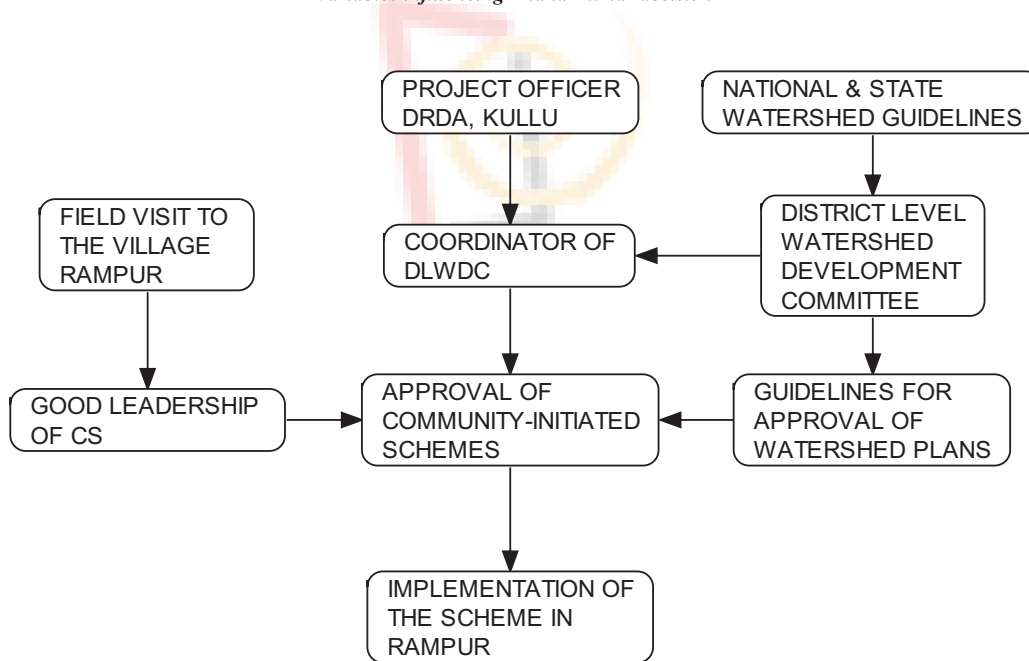 PROJECT OFFICER
DRDA, KULLU
NATIONAL & STATE
WATERSHED GUIDELINES
FIELD VISIT TO
THE VILLAGE
RAMPUR
COORDINATOR OF
DLWDC
DISTRICT LEVEL
WATERSHED
DEVELOPMENT
COMMITTEE
GOOD LEADERSHIP
OF CS
APPROVAL OF
COMMUNITY-INITIATED
SCHEMES
GUIDELINES FOR
APPROVAL OF
WATERSHED PLANS
IMPLEMENTATION OF
THE SCHEME IN
RAMPUR